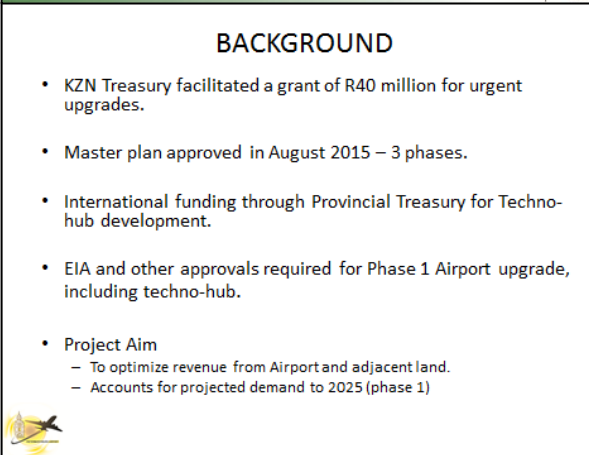 BACKGROUND
• KZN Treasury facilitated a grant of R40 million for urgent
upgrades.
• Master plan approved in August 2015 – 3 phases.
• International funding through Provincial Treasury for Techno-
hub development.
• EIA and other approvals required for Phase 1 Airport upgrade,
including techno-hub.
• Project Aim
– To optimize revenue from Airport and adjacent land.
– Accounts for projected demand to 2025 (phase 1)